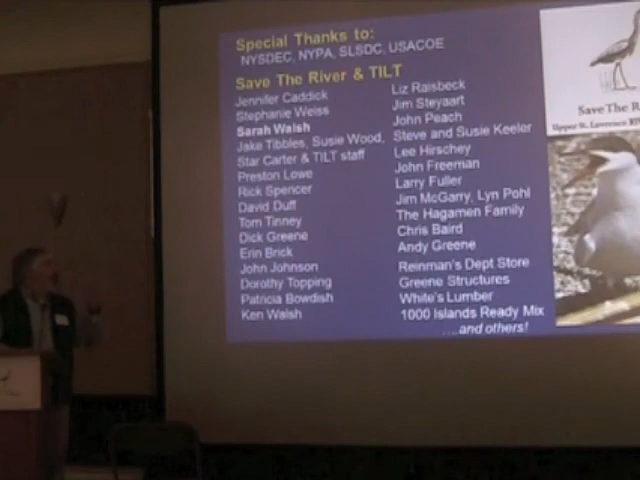 Special Thanks to:
NYSDEC, NYPA, SLSDC, USACOE
Save The River & TILT
Jennifer Caddick
Stephanie Weiss
Sarah Walsh
Jake Tibbles, Susie Wood,
Star Carter & TILT staff
Preston Lowe
Rick Spencer
David Duff
Tom Tinney
Dick Greene
Erin Brick
John Johnson
Dorothy Topping
Patricia Bowdish
Ken Walsh
Liz Raisbeck
Jim Steyaart
John Peach
Steve and Susie Keeler
Lee Hirschey
John Freeman
Larry Fuller
Jim McGarry, Lyn Pohl
The Hagamen Family
Chris Baird
Andy Greene
Reinman's Dept Store
Greene Structures
White's Lumber
1000 Islands Ready Mix
....and others!
Save The R
Upper St. Lawrence